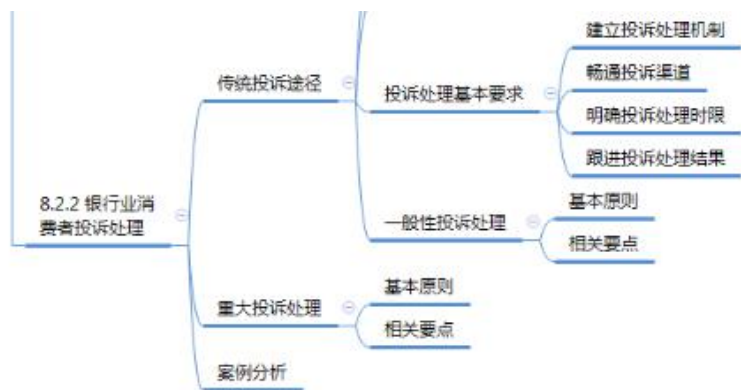 建立投诉处理机制
传统投诉途径
畅通投诉渠道
投诉处理基本要求
明确投诉处理时限
跟进投诉处理结果
8.2.2 银行业消
费者投诉处理
基本原则
一般性投诉处理
相关要点
基本原则
重大投诉处理
相关要点
案例分析